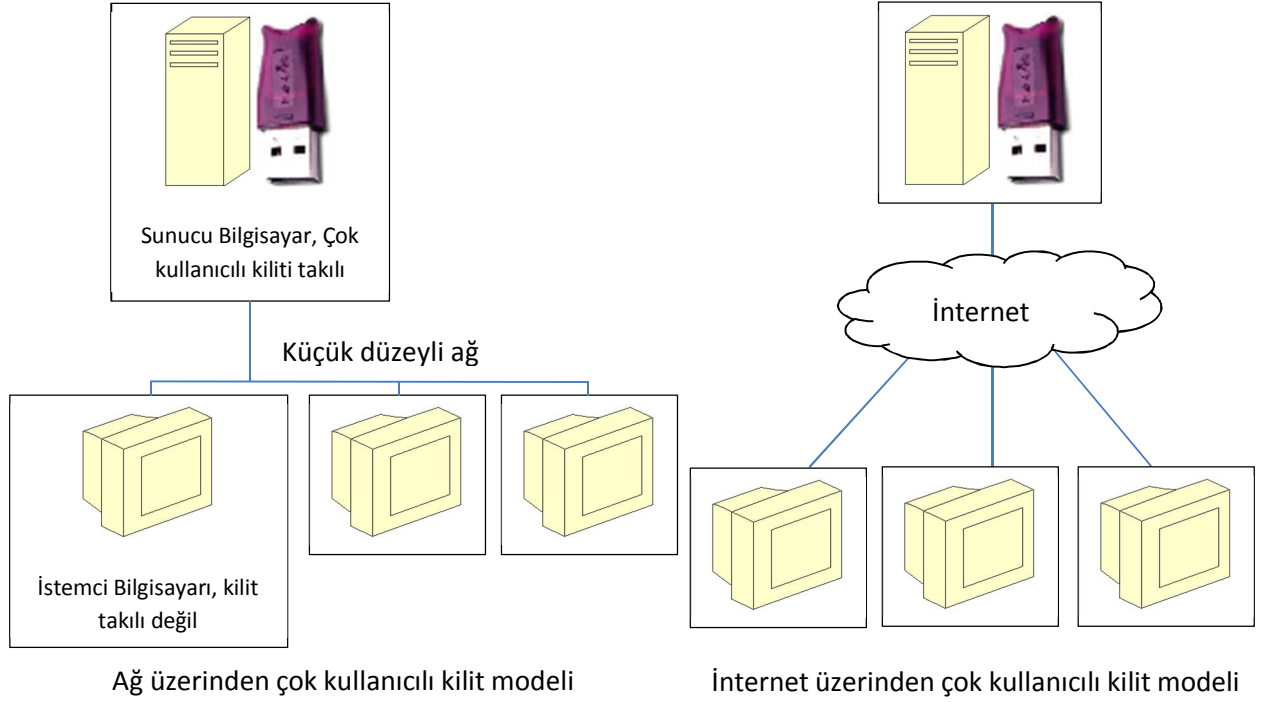 Sunucu Bilgisayar, Çok
kullanıcılı kiliti takılı
Küçük düzeyli ağ
İstemci Bilgisayarı, kilit
takılı değil
Ağ üzerinden çok kullanıcılı kilit modeli
İnternet
İnternet üzerinden çok kullanıcılı kilit modeli